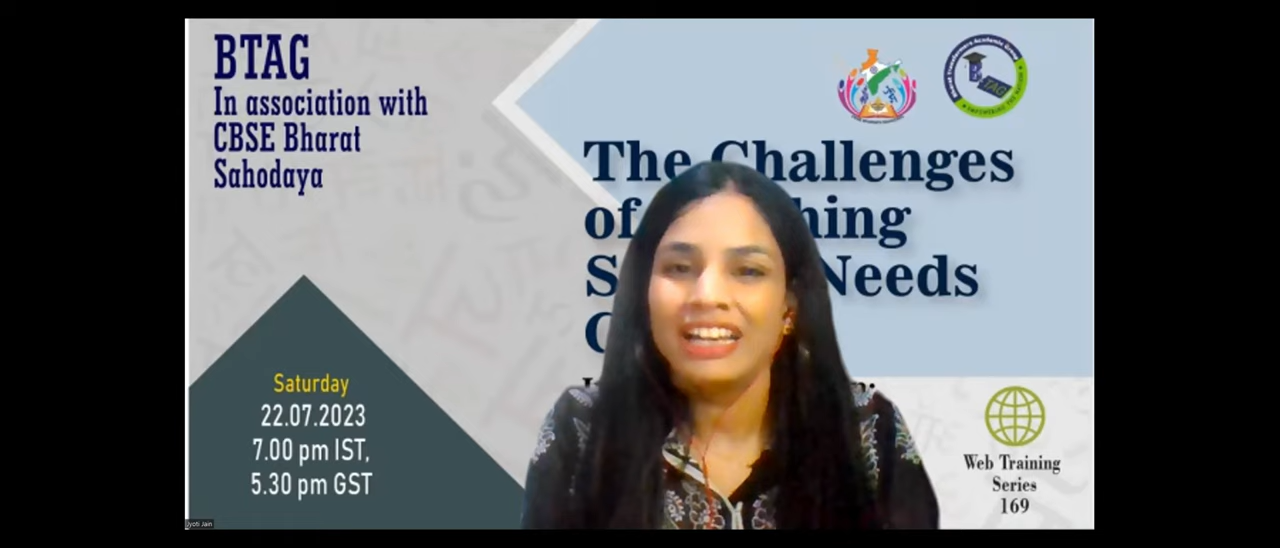 BTAG
In association with
CBSE Bharat
Sahodaya
The Challenges
of hing
S Needs
C
Saturday
22.07.2023
7.00 pm IST,
5.30 pm GST
Web Training
Series
169
Jyoti Jain